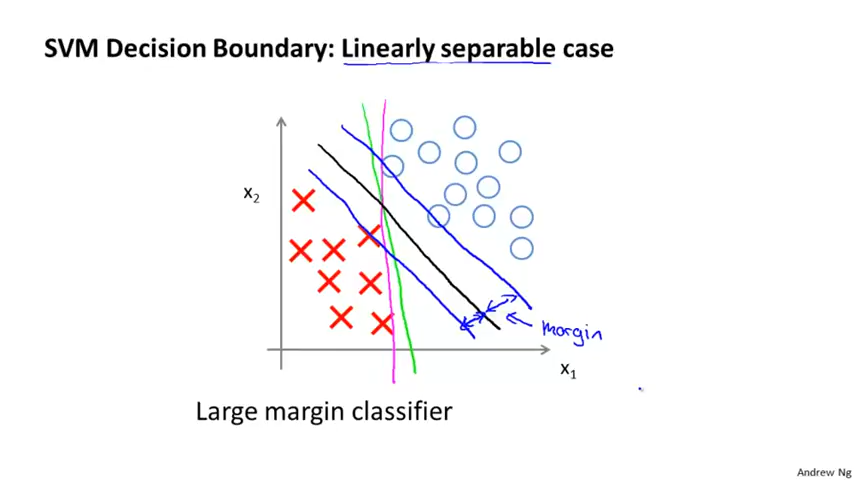 SVM Decision Boundary: Linearly separable case
x2
margin
x1
Large margin classifier
Andrew Ng